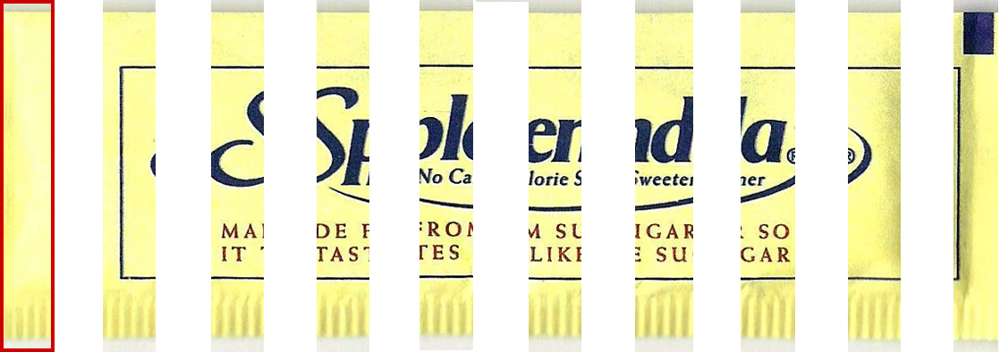 Splenda®
No Calorie Sweetener
MADE FROM SUGAR SO
IT TASTES LIKE SUGAR